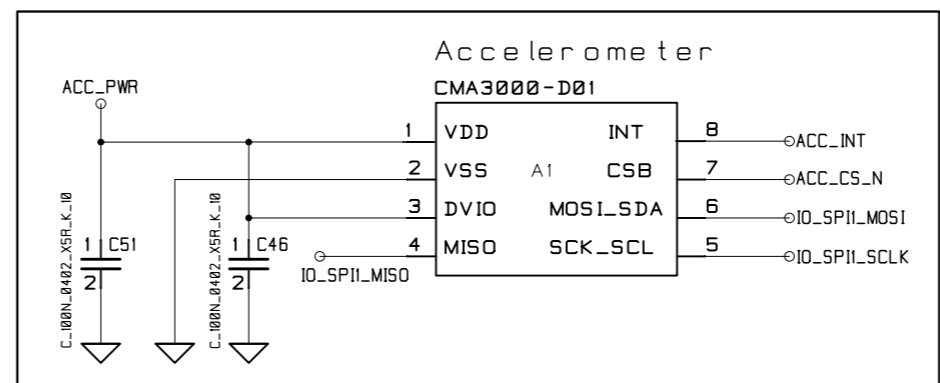 Accelerometer
CMA3000-D01
ACC_PWR
1 VDD INT 8 ACC_INT
2 VSS A1 CSB 7 ACC_CS_N
3 DVIO MOSI_SDA 6 IO_SPI1_MOSI
4 MISO SCK_SCL 5 IO_SPI1_SCLK
IO_SPI1_MISO
1 C51
2
C_100N_0402_X5R_K_10
1 C46
2
C_100N_0402_X5R_K_10